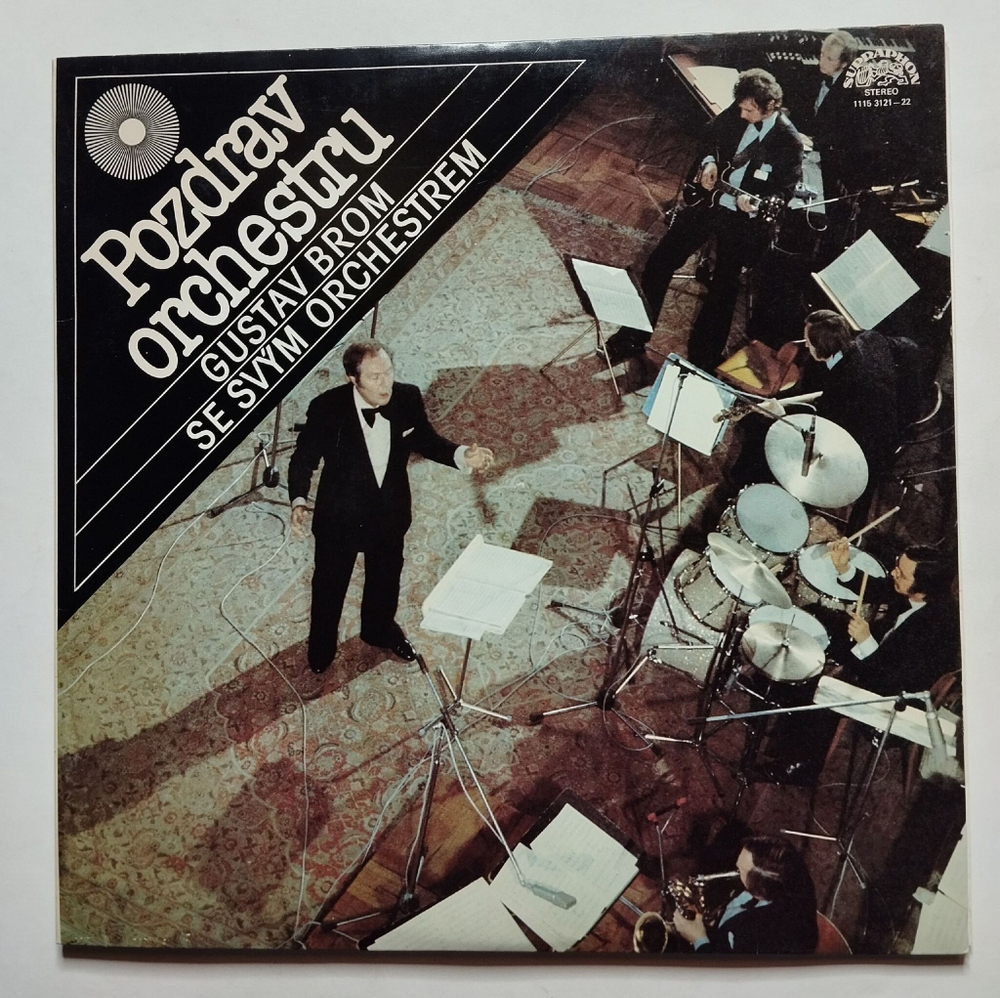 Pozdrav
orchestru
GUSTAV BROM
SE SVÝM ORCHESTREM
SUPRAPHON
STEREO
1115 3121–22